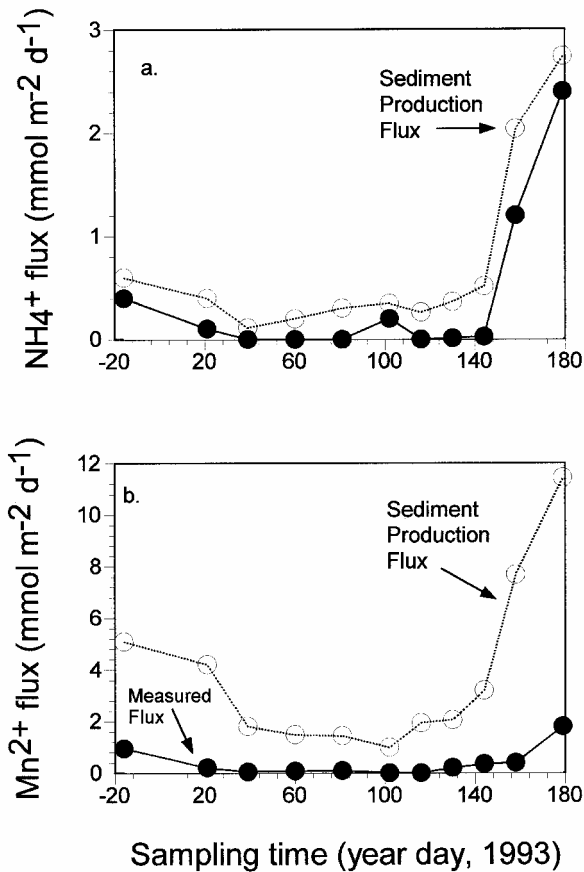 NH4+ flux (mmol m-2 d-1)
3
2
1
0
a.
Sediment
Production
Flux
-20
20
60
100
140
180
Mn2+ flux (mmol m-2 d-1)
12
10
8
6
4
2
0
b.
Sediment
Production
Flux
Measured
Flux
-20
20
60
100
140
180
Sampling time (year day, 1993)